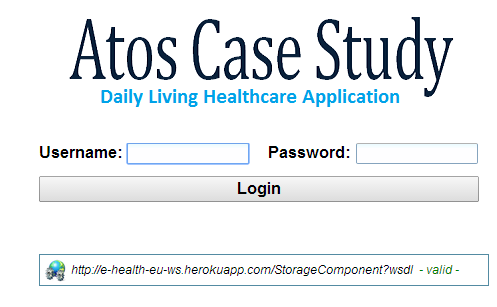 Atos Case Study
Daily Living Healthcare Application
Username: Password:
Login
http://e-health-eu-ws.herokuapp.com/StorageComponent?wsdl - valid -